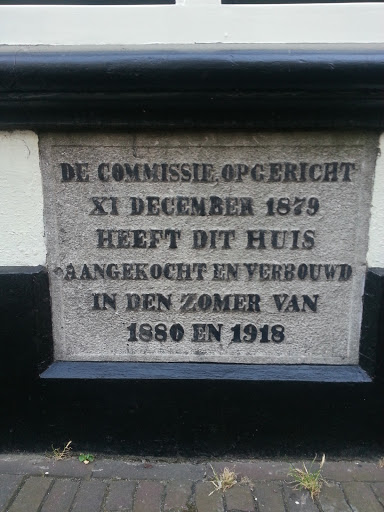 DE COMMISSIE, OPGERICHT
XI DECEMBER 1879
HEEFT DIT HUIS
AANGEKOCHT EN VERBOUWD
IN DEN ZOMER VAN
1880 EN 1918